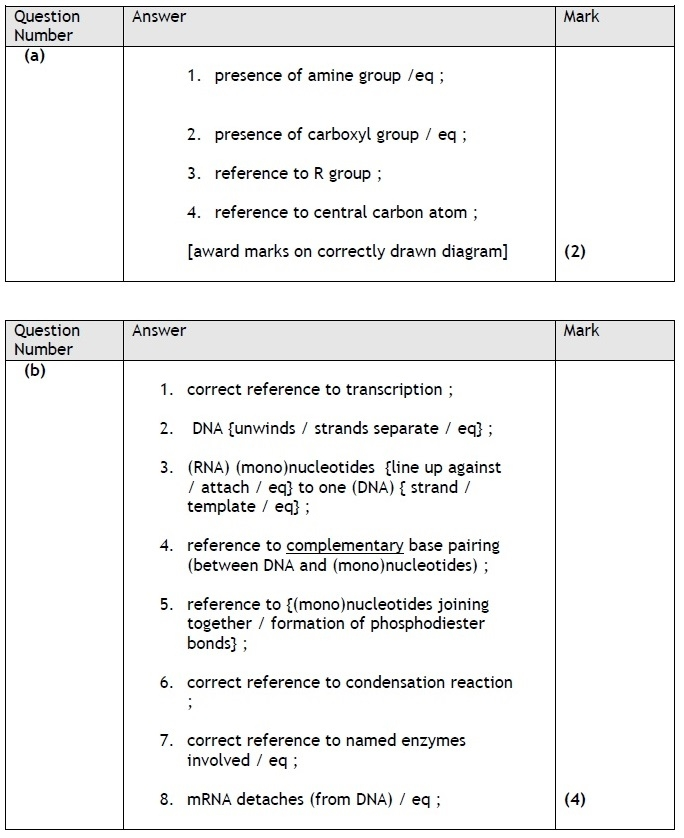 Question Number Answer Mark
(a)
1. presence of amine group /eq ;
2. presence of carboxyl group / eq ;
3. reference to R group ;
4. reference to central carbon atom ;
[award marks on correctly drawn diagram] (2)
Question Number Answer Mark
(b)
1. correct reference to transcription ;
2. DNA {unwinds / strands separate / eq} ;
3. (RNA) (mono)nucleotides {line up against
/ attach / eq} to one (DNA) { strand /
template / eq} ;
4. reference to complementary base pairing
(between DNA and (mono)nucleotides) ;
5. reference to {(mono)nucleotides joining
together / formation of phosphodiester
bonds} ;
6. correct reference to condensation reaction
;
7. correct reference to named enzymes
involved / eq ;
8. mRNA detaches (from DNA) / eq ; (4)